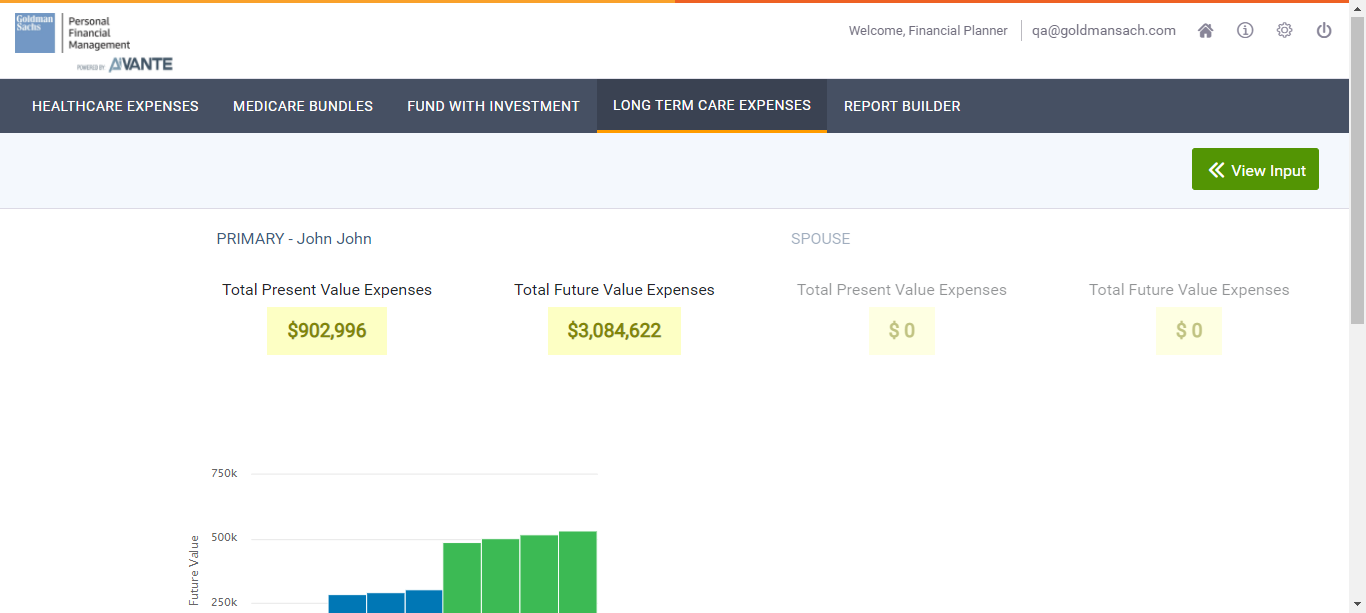 Goldman
Sachs
Personal
Financial
Management
POWERED BY AIVANTE
Welcome, Financial Planner
qa@goldmansach.com
HEALTHCARE EXPENSES
MEDICARE BUNDLES
FUND WITH INVESTMENT
LONG TERM CARE EXPENSES
REPORT BUILDER
View Input
PRIMARY - John John
SPOUSE
Total Present Value Expenses
Total Future Value Expenses
Total Present Value Expenses
Total Future Value Expenses
$902,996
$3,084,622
$ 0
$ 0
750k
500k
250k
Future Value